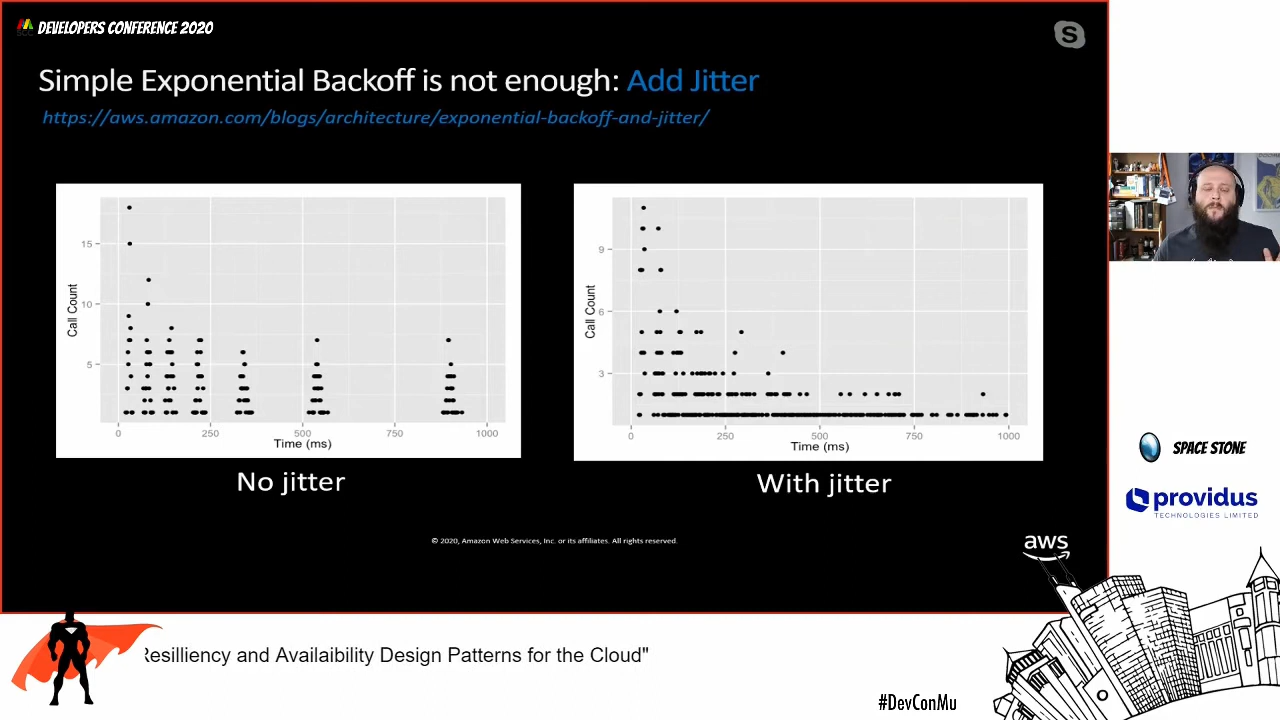 DEVELOPERS CONFERENCE 2020
S
Simple Exponential Backoff is not enough: Add Jitter
https://aws.amazon.com/blogs/architecture/exponential-backoff-and-jitter/
15
10
5
Call Count
0 250 500 750 1000
Time (ms)
No jitter
9
6
3
Call Count
0 250 500 750 1000
Time (ms)
With jitter
© 2020, Amazon Web Services, Inc. or its affiliates. All rights reserved.
aws
SPACE STONE
providus
TECHNOLOGIES LIMITED
Resilliency and Availaibility Design Patterns for the Cloud"
#DevConMu